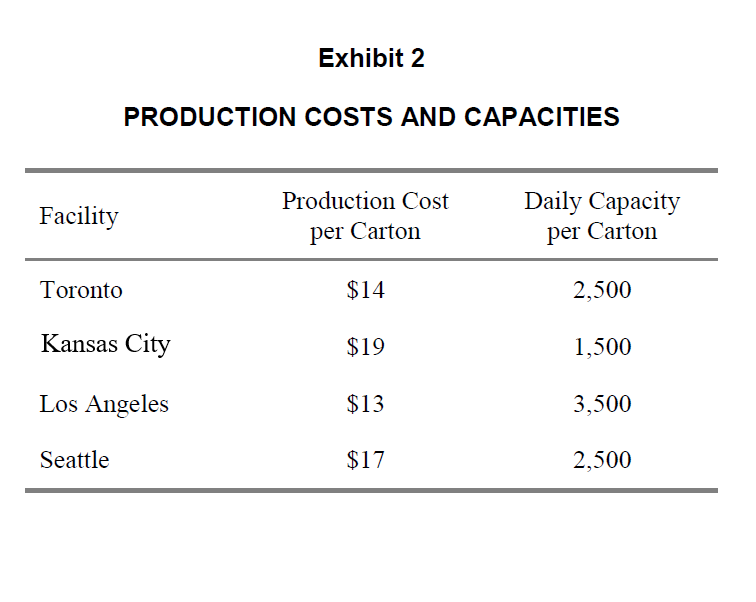 Exhibit 2
PRODUCTION COSTS AND CAPACITIES
Facility
Production Cost
per Carton
Daily Capacity
per Carton
Toronto $14 2,500
Kansas City $19 1,500
Los Angeles $13 3,500
Seattle $17 2,500